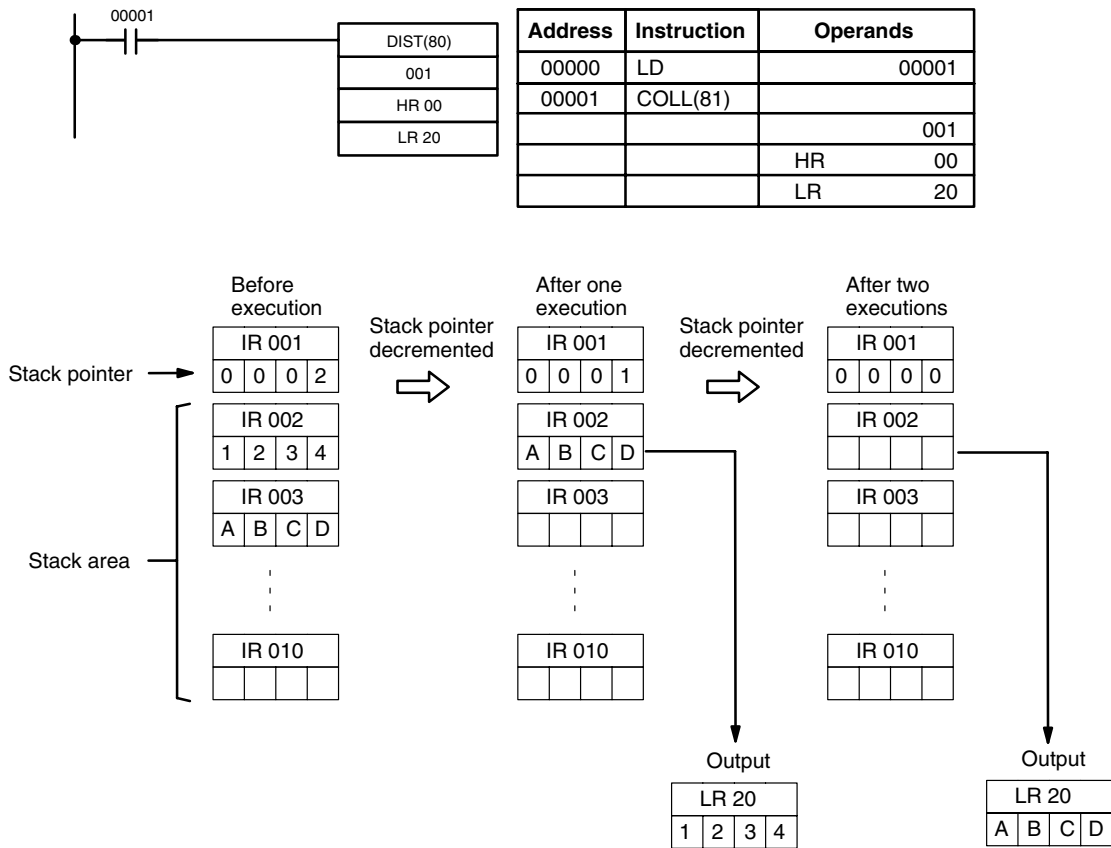 00001
DIST(80)
001
HR 00
LR 20
Address Instruction Operands
00000 LD 00001
00001 COLL(81)
001
HR 00
LR 20
Before
execution
After one
execution
After two
executions
Stack pointer
decremented
Stack pointer
decremented
Stack pointer
IR 001
0 0 0 2
IR 001
0 0 0 1
IR 001
0 0 0 0
IR 002
1 2 3 4
IR 002
A B C D
IR 002
IR 003
A B C D
IR 003
IR 003
Stack area
IR 010
IR 010
IR 010
Output
LR 20
1 2 3 4
Output
LR 20
A B C D